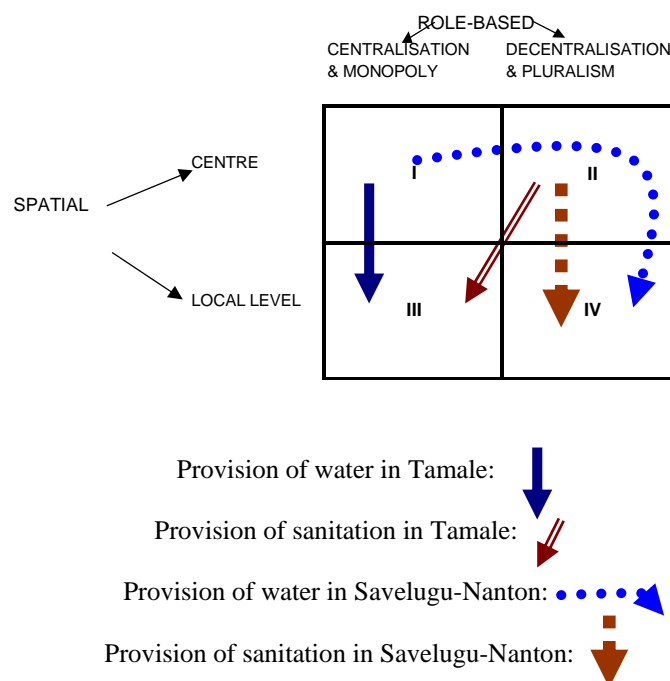 ROLE-BASED
CENTRALISATION DECENTRALISATION
& MONOPOLY & PLURALISM
CENTRE
I II
SPATIAL
LOCAL LEVEL
III IV
Provision of water in Tamale:
Provision of sanitation in Tamale:
Provision of water in Savelugu-Nanton:
Provision of sanitation in Savelugu-Nanton: